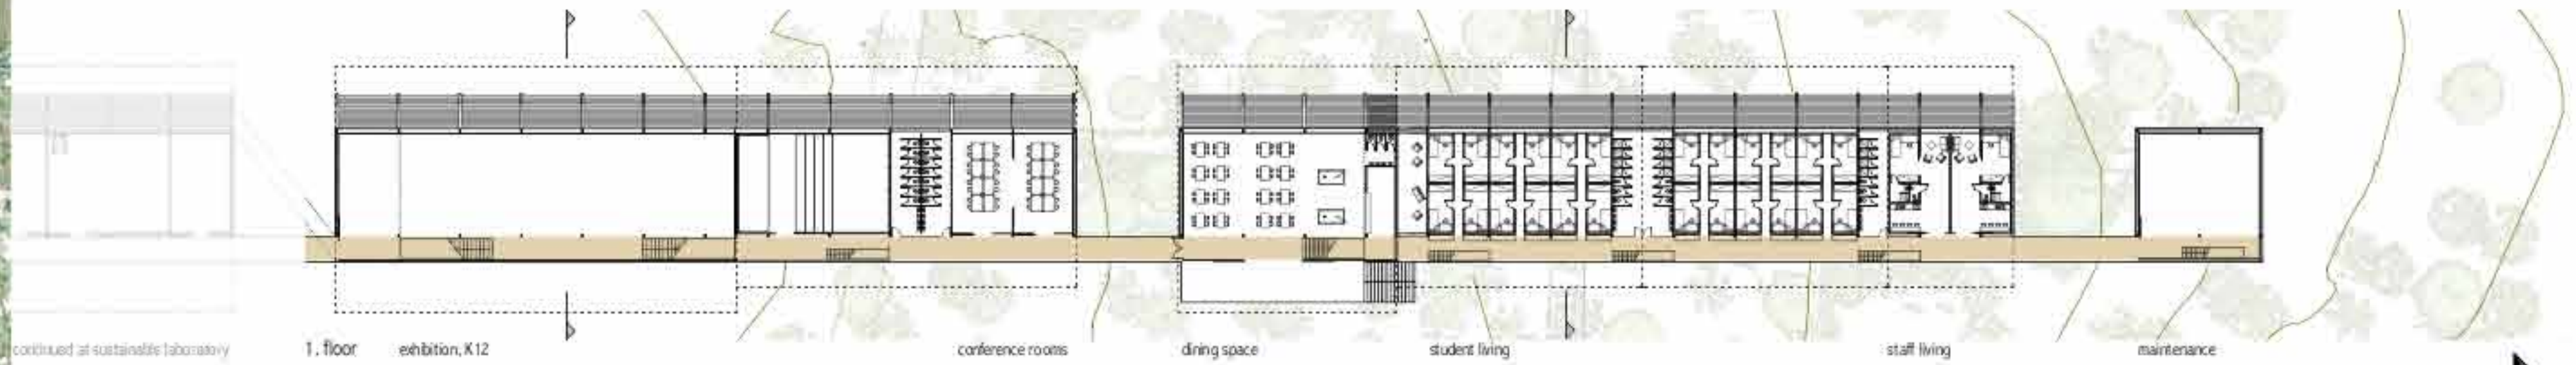 continued at sustainable laboratory
1. floor
exhibition, K12
conference rooms
dining space
student living
staff living
maintenance